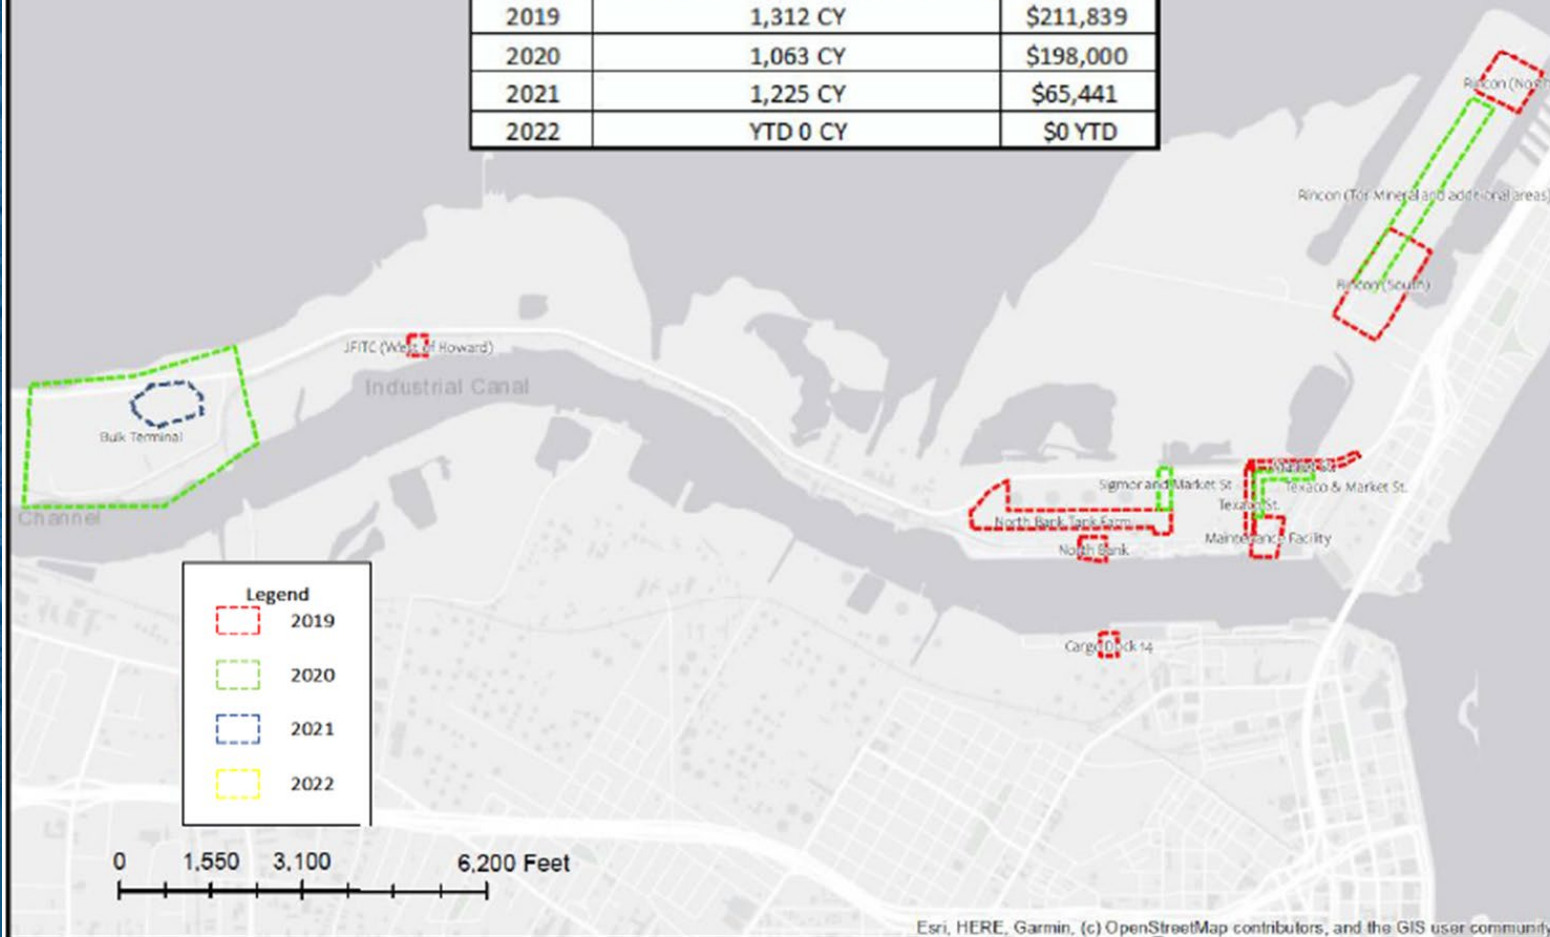 2019 1,312 CY $211,839
2020 1,063 CY $198,000
2021 1,225 CY $65,441
2022 YTD 0 CY $0 YTD
Rincon (North
Rincon (Tor Mineral and additional areas)
Rincon (South)
JFITC (West of Howard)
Industrial Canal
Bulk Terminal
Market St.
Sigmor and Market St
Texaco & Market St.
Texaco St.
Channel
North Bank Tank Farm
Maintenance Facility
North Bank
Cargo Dock 14
Legend
2019
2020
2021
2022
0 1,550 3,100 6,200 Feet
Esri, HERE, Garmin, (c) OpenStreetMap contributors, and the GIS user community